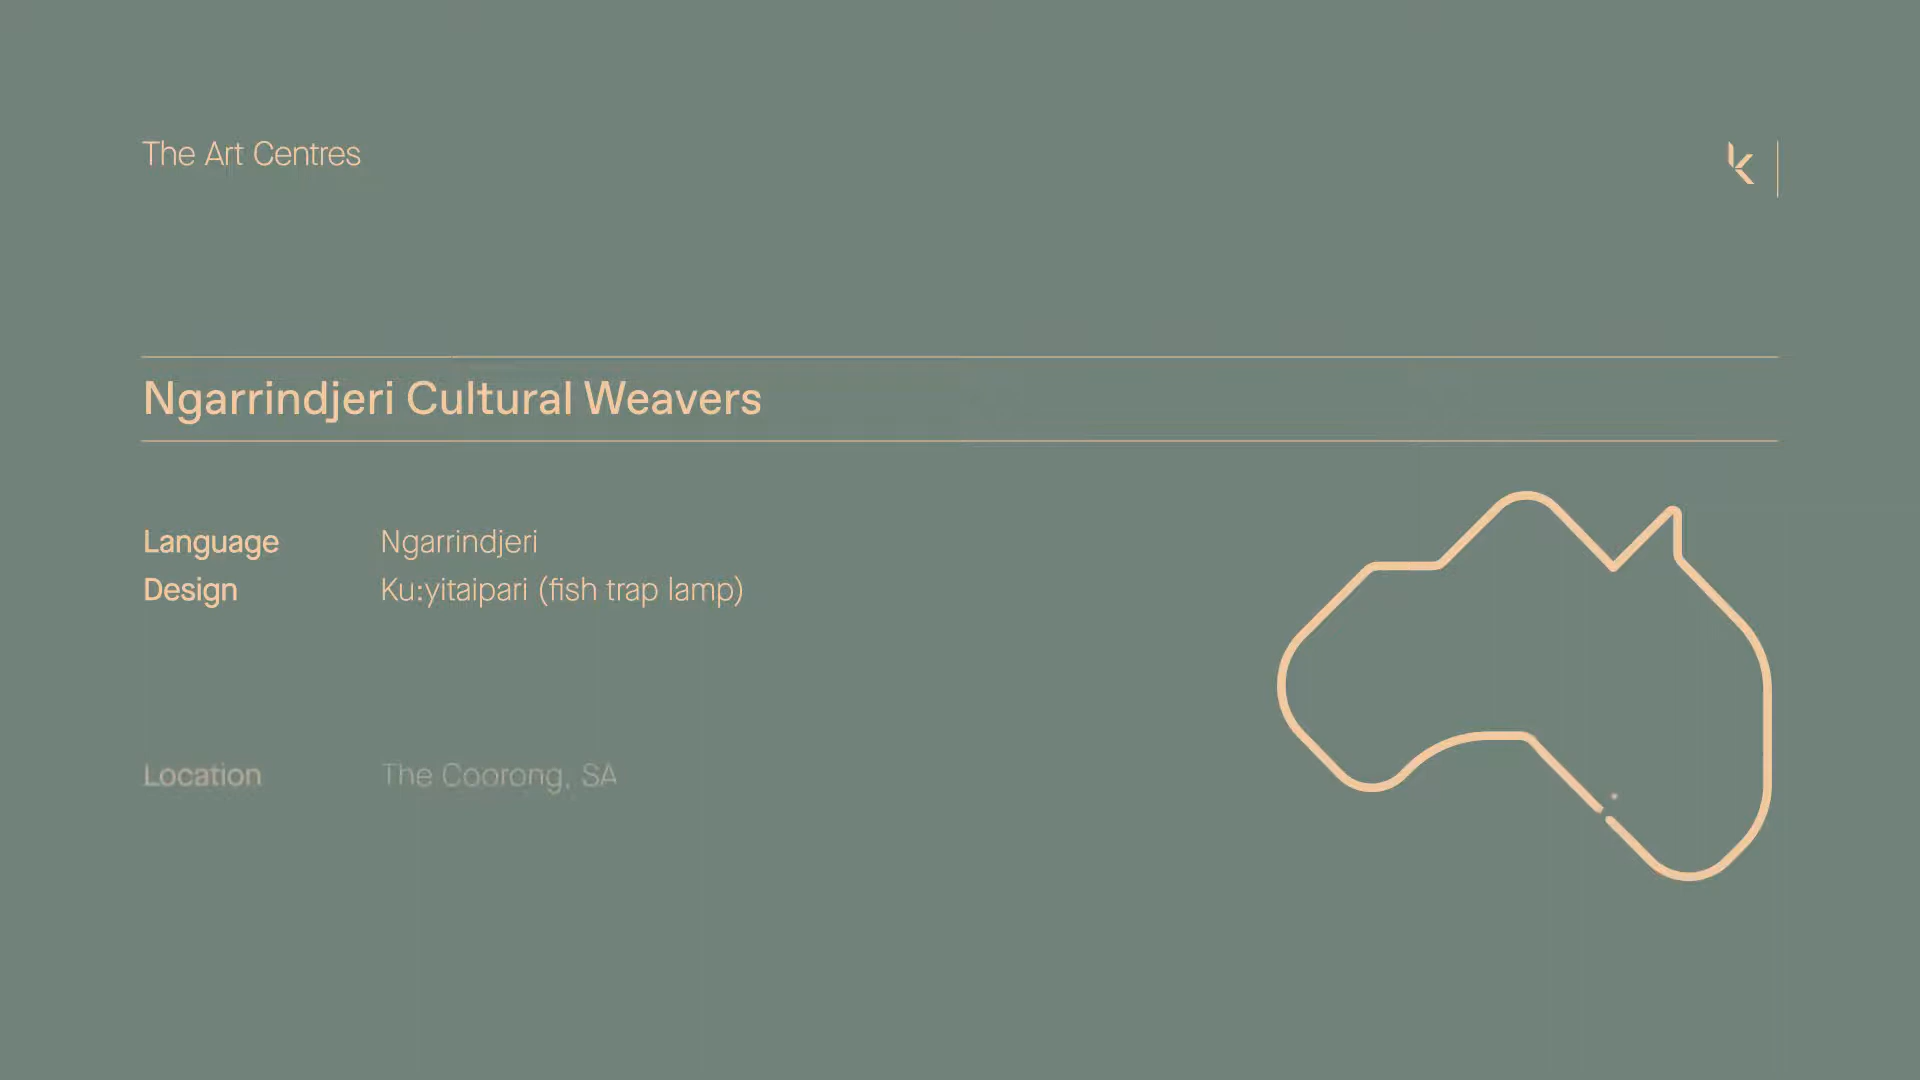 The Art Centres
k
Ngarrindjeri Cultural Weavers
Language Ngarrindjeri
Design Ku:yitaipari (fish trap lamp)
Location The Coorong, SA